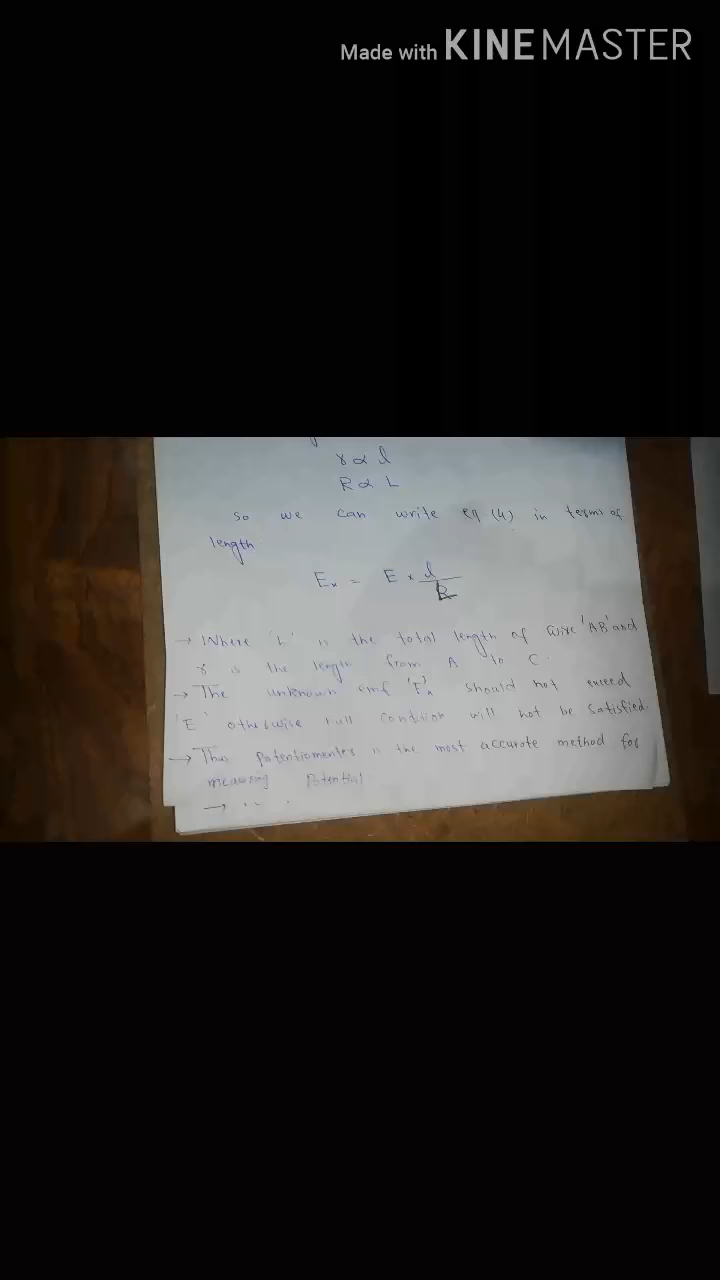 Made with KINEMASTER
r ∝ l
R ∝ L
so we can write eq (4) in terms of
length
Eₓ = E × l / R
→ Where 'L' is the total length of wire 'AB' and
r is the length from A to C.
→ The unknown emf 'Eₓ' should not exceed
'E' otherwise null condition will not be satisfied.
→ Thus potentiomenter is the most accurate method for
measuring potential
→